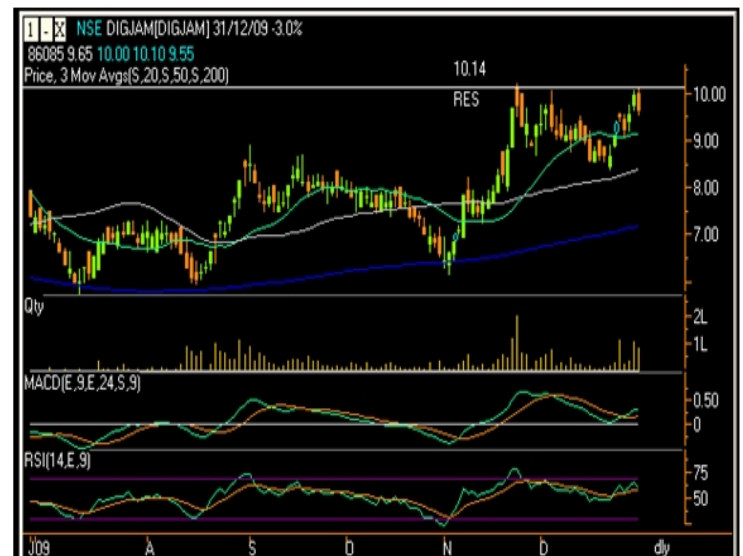 1 - X NSE DIGJAM[DIGJAM] 31/12/09 -3.0%
86085 9.65 10.00 10.10 9.55
Price, 3 Mov Avgs(S,20,S,50,S,200)
10.14
RES
10.00
9.00
8.00
7.00
Qty
2L
1L
MACD(E,9,E,24,S,9)
0.50
0
RSI(14,E,9)
75
50
J09 A S O N D dly